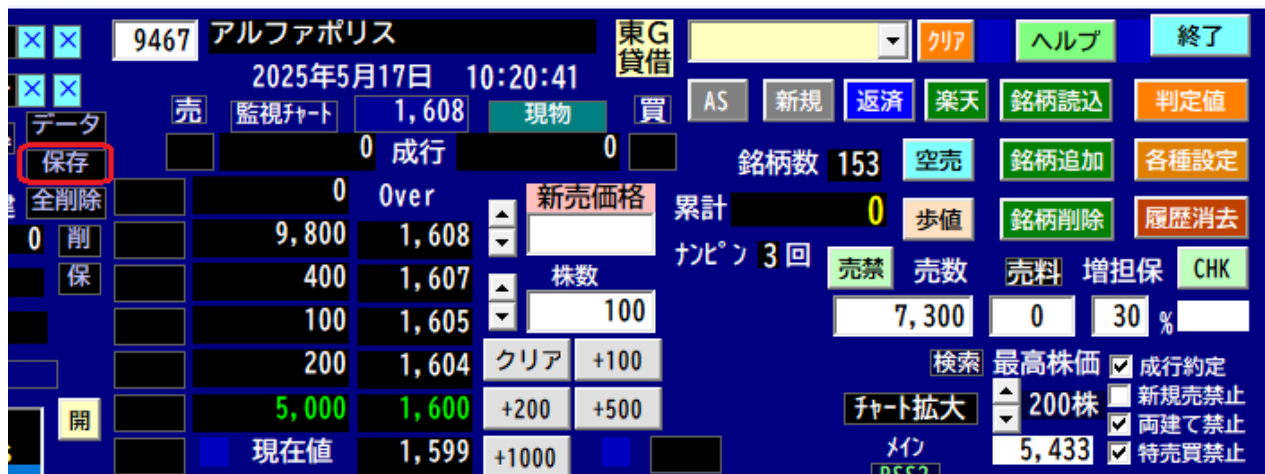 × × 9467 アルファポリス 東G 貸借 クリア ヘルプ 終了
2025年5月17日 10:20:41
× × データ 売 監視チャート 1,608 現物 買 AS 新規 返済 楽天 銘柄読込 判定値
保存 0 成行 0 銘柄数 153 空売 銘柄追加 各種設定
全削除 0 Over 新売価格 累計 0 歩値 銘柄削除 履歴消去
0 削 9,800 1,608 ナンピン 3 回 売禁 売数 売料 増担保 CHK
保 400 1,607 株数
100 1,605 100 7,300 0 30 %
200 1,604 クリア +100 検索 最高株価 成行約定
開 5,000 1,600 +200 +500 チャート拡大 200株 新規売禁止
両建て禁止
現在値 1,599 +1000 メイン 5,433 特売買禁止